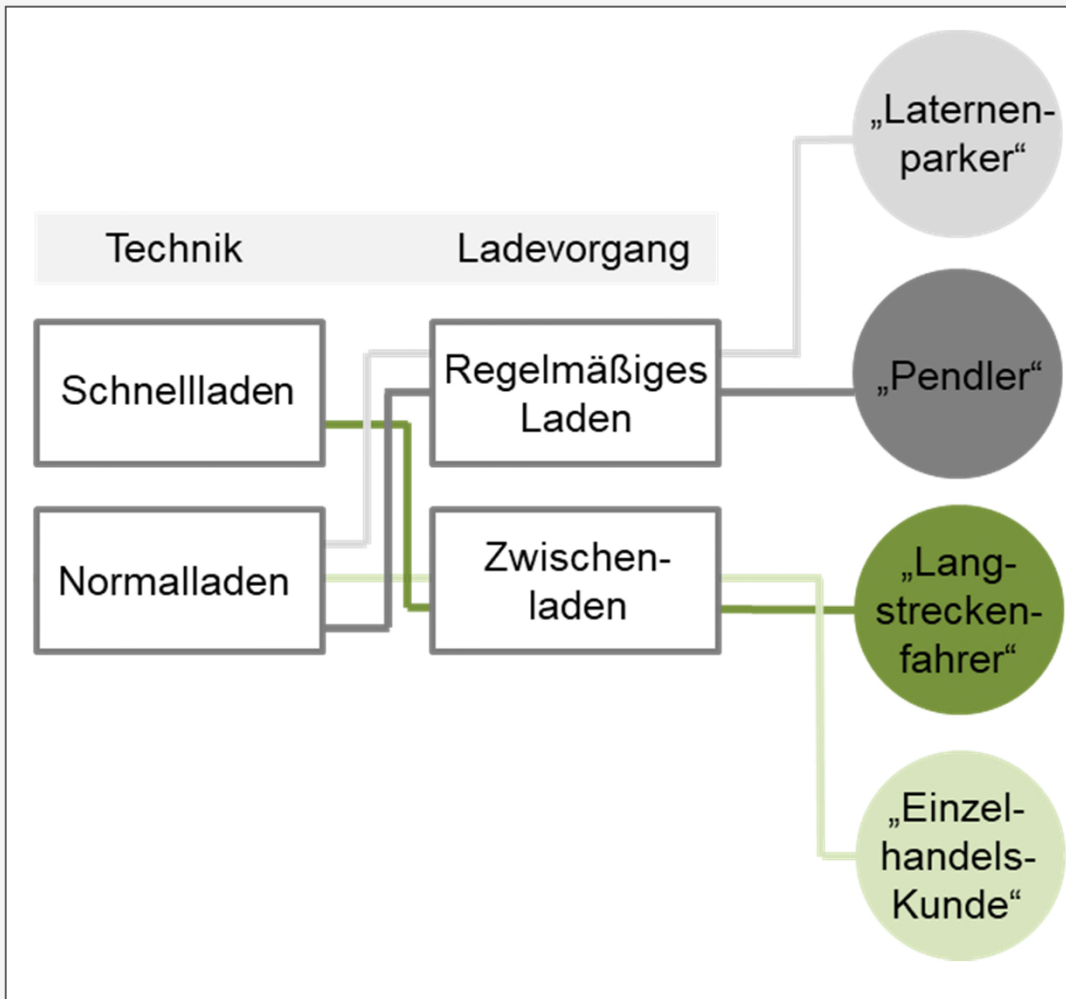 „Laternen-
parker“
Technik
Ladevorgang
Schnellladen
Regelmäßiges
Laden
„Pendler“
Normalladen
Zwischen-
laden
„Lang-
strecken-
fahrer“
„Einzel-
handels-
Kunde“